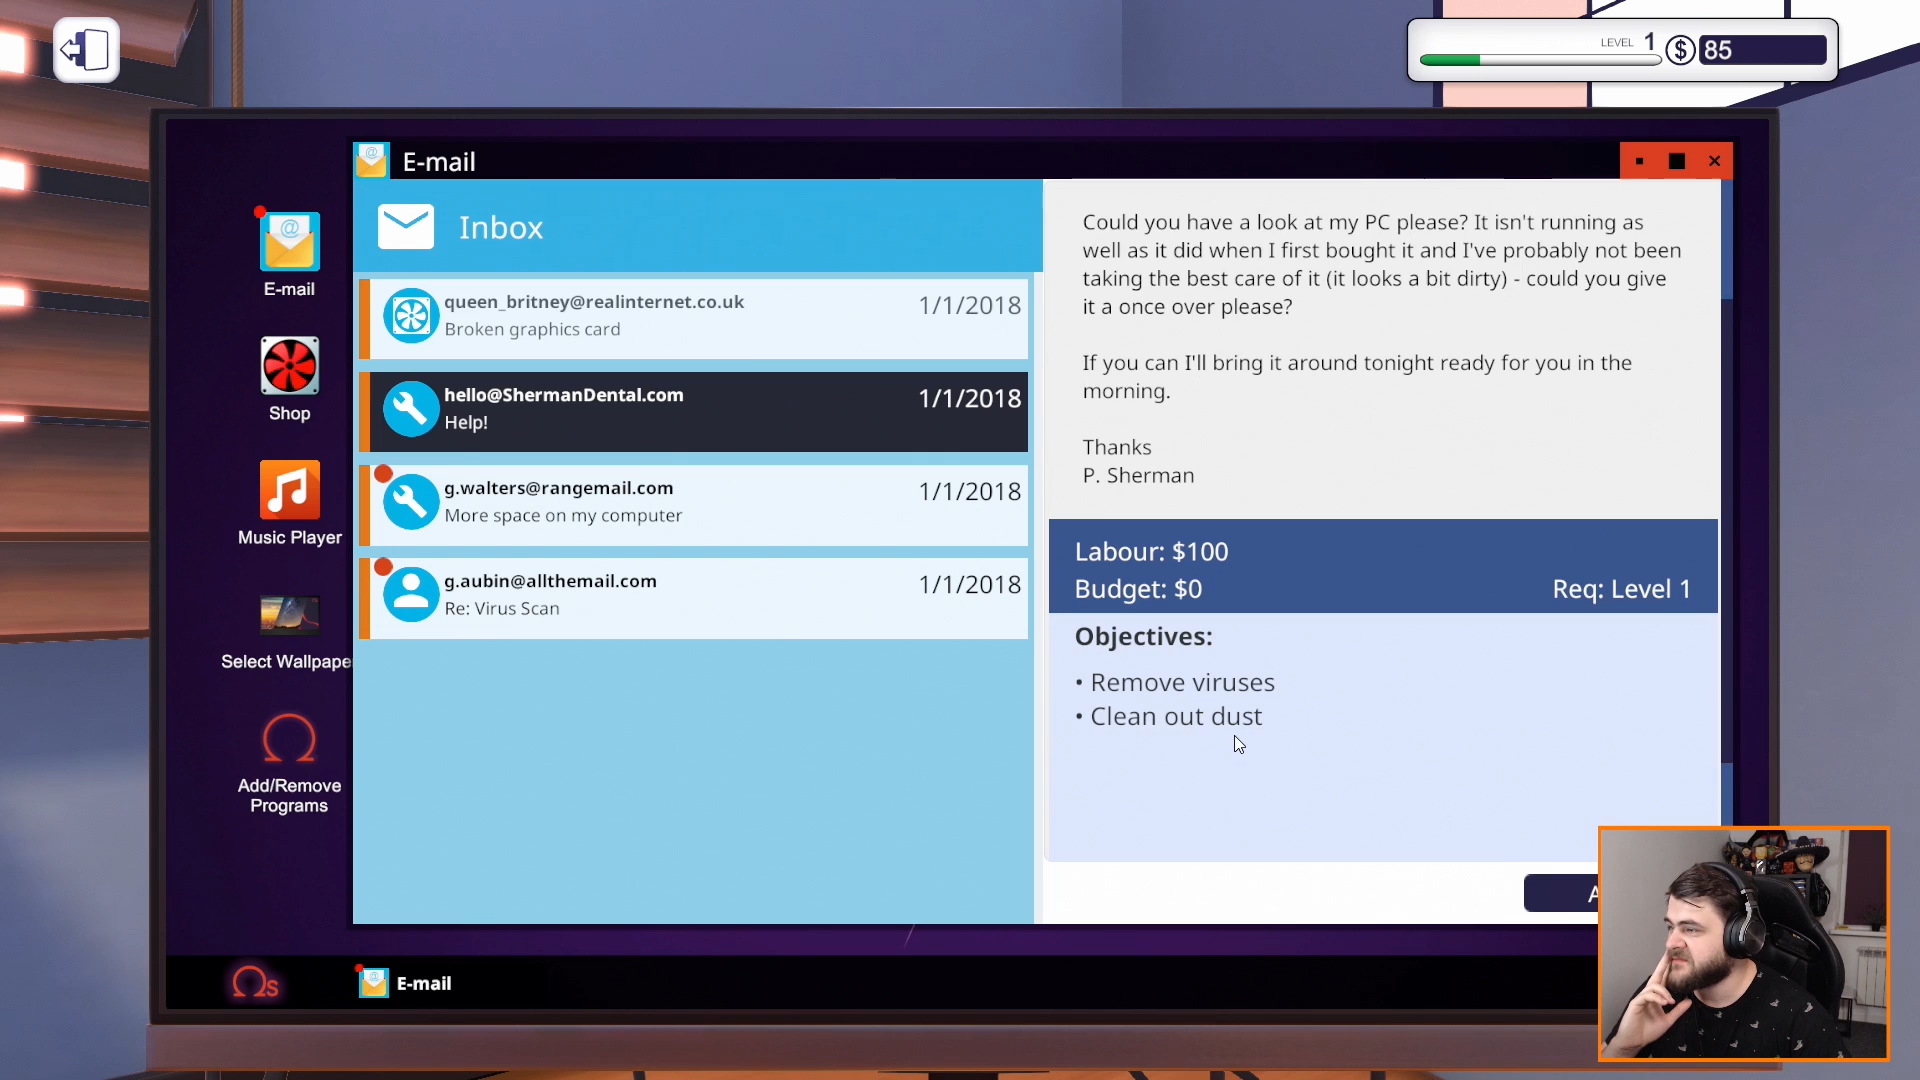 LEVEL 1
$ 85
E-mail
Inbox
queen_britney@realinternet.co.uk
1/1/2018
Broken graphics card
hello@ShermanDental.com
1/1/2018
Help!
g.walters@rangemail.com
1/1/2018
More space on my computer
g.aubin@allthemail.com
1/1/2018
Re: Virus Scan
Could you have a look at my PC please? It isn't running as
well as it did when I first bought it and I've probably not been
taking the best care of it (it looks a bit dirty) - could you give
it a once over please?
If you can I'll bring it around tonight ready for you in the
morning.
Thanks
P. Sherman
Labour: $100
Budget: $0
Req: Level 1
Objectives:
• Remove viruses
• Clean out dust
E-mail
Shop
Music Player
Select Wallpape
Add/Remove
Programs
Ωs
E-mail